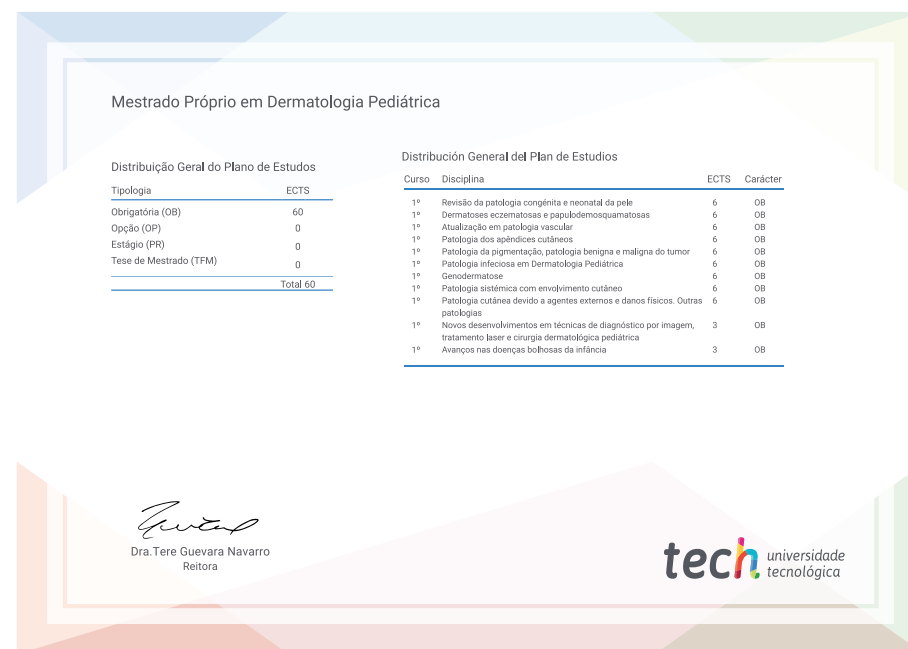 Mestrado Próprio em Dermatologia Pediátrica
Distribuição Geral do Plano de Estudos
Tipologia ECTS
Obrigatória (OB) 60
Opção (OP) 0
Estágio (PR) 0
Tese de Mestrado (TFM) 0
Total 60
Distribución General del Plan de Estudios
Curso Disciplina ECTS Carácter
1º Revisão da patologia congénita e neonatal da pele 6 OB
1º Dermatoses eczematosas e papulodemosquamatosas 6 OB
1º Atualização em patologia vascular 6 OB
1º Patologia dos apêndices cutâneos 6 OB
1º Patologia da pigmentação, patologia benigna e maligna do tumor 6 OB
1º Patologia infeciosa em Dermatologia Pediátrica 6 OB
1º Genodermatose 6 OB
1º Patologia sistémica com envolvimento cutâneo 6 OB
1º Patologia cutânea devido a agentes externos e danos físicos. Outras 6 OB
patologias
1º Novos desenvolvimentos em técnicas de diagnóstico por imagem, 3 OB
tratamento laser e cirurgia dermatológica pediátrica
1º Avanços nas doenças bolhosas da infância 3 OB
Dra.Tere Guevara Navarro
Reitora
tech universidade
tecnológica